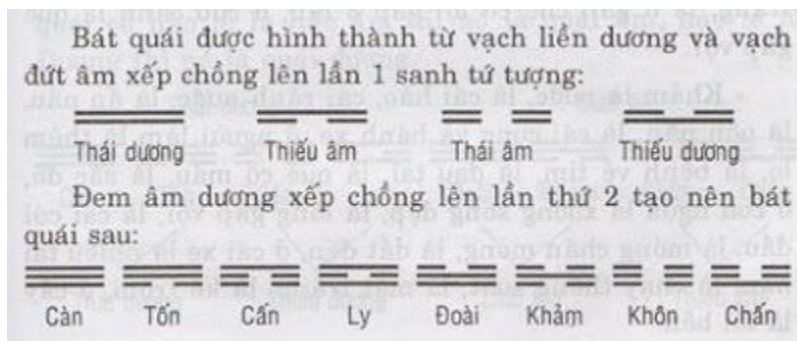 Bát quái được hình thành từ vạch liền dương và vạch
đứt âm xếp chồng lên lần 1 sanh tứ tượng:
Thái dương Thiếu âm Thái âm Thiếu dương
Đem âm dương xếp chồng lên lần thứ 2 tạo nên bát
quái sau:
Càn Tốn Cấn Ly Đoài Khảm Khôn Chấn